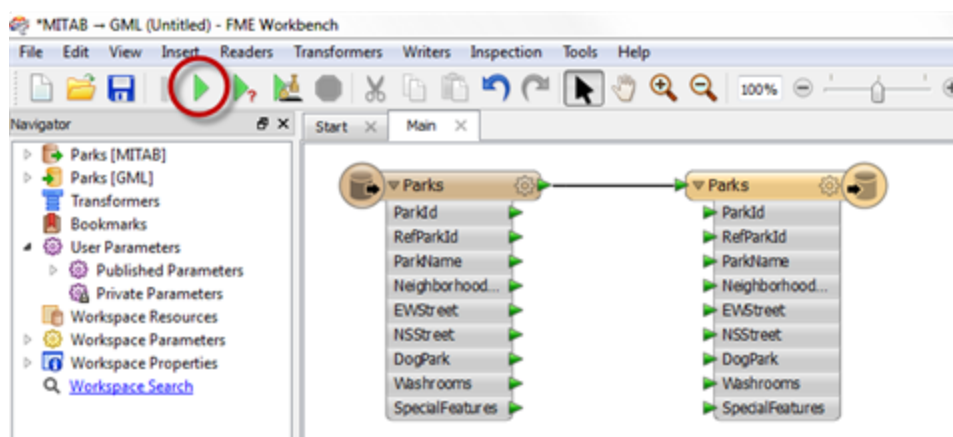 *MITAB → GML (Untitled) - FME Workbench
File Edit View Insert Readers Transformers Writers Inspection Tools Help
100%
Navigator
Start Main
Parks [MITAB]
Parks [GML]
Transformers
Bookmarks
User Parameters
Published Parameters
Private Parameters
Workspace Resources
Workspace Parameters
Workspace Properties
Workspace Search
Parks
ParkId
RefParkId
ParkName
Neighborhood...
EWStreet
NSStreet
DogPark
Washrooms
SpecialFeatures
Parks
ParkId
RefParkId
ParkName
Neighborhood...
EWStreet
NSStreet
DogPark
Washrooms
SpecialFeatures